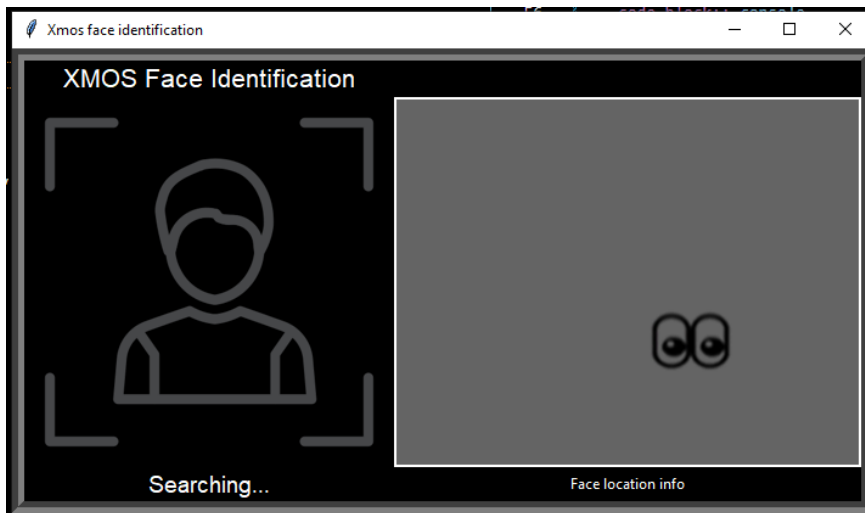 Xmos face identification
XMOS Face Identification
Searching...
Face location info